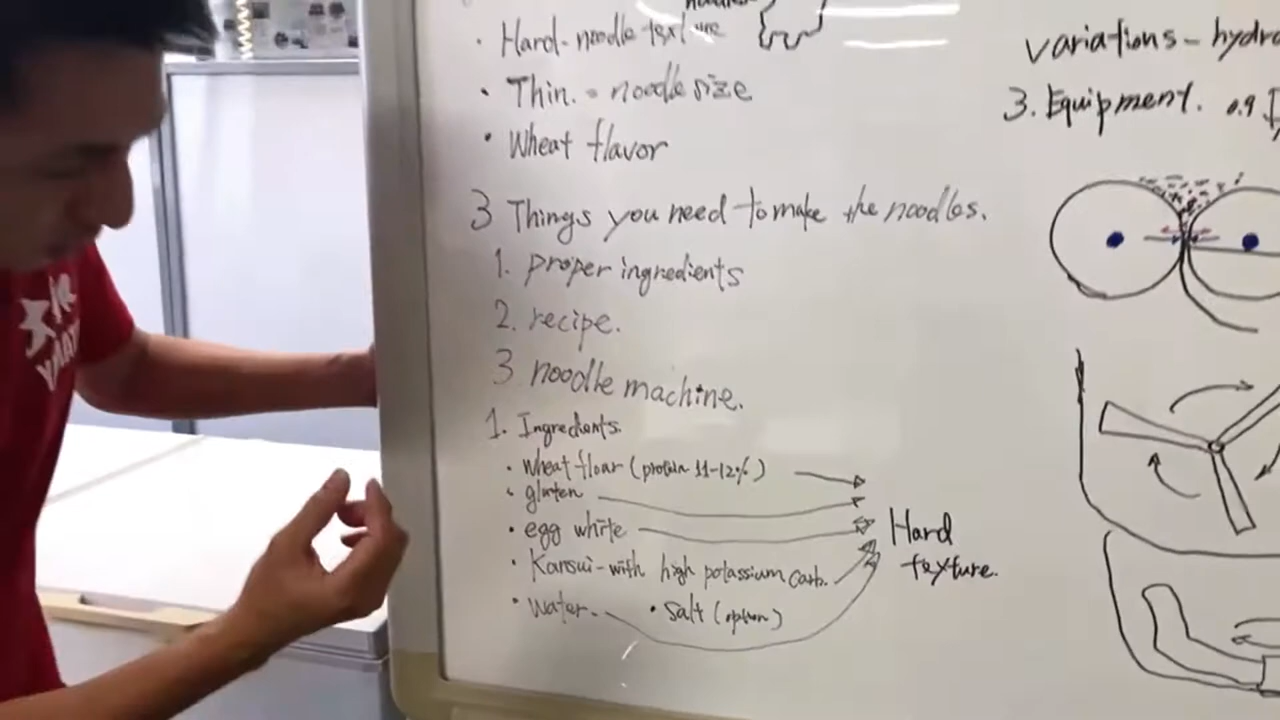 noodles
· Hard-noodle texture
· Thin. - noodle size
· Wheat flavor
3 Things you need to make the noodles.
1. proper ingredients
2. recipe.
3 noodle machine.
1. Ingredients.
· wheat flour (protein 11-12%)
· gluten
· egg white
· Kansui-with high potassium carb.
· water. · salt (option)
Hard
texture.
variations - hydra
3. Equipment.